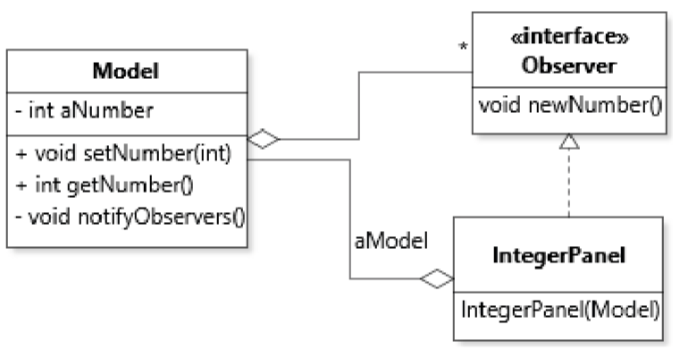 Model
- int aNumber
+ void setNumber(int)
+ int getNumber()
- void notifyObservers()
*
«interface»
Observer
void newNumber()
aModel
IntegerPanel
IntegerPanel(Model)